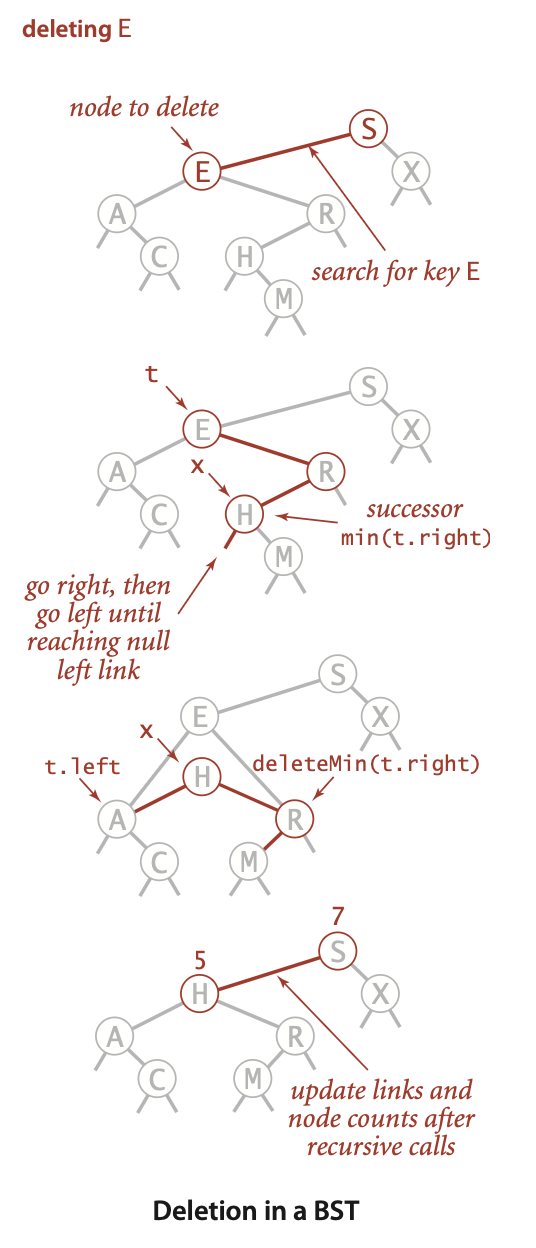 deleting E
node to delete
S
E
X
A
R
C
H
search for key E
M
t
S
E
X
x
A
R
C
H
successor
min(t.right)
M
go right, then
go left until
reaching null
left link
S
E
X
x
t.left
H
deleteMin(t.right)
A
R
C
M
7
5
S
H
X
A
R
C
M
update links and
node counts after
recursive calls
Deletion in a BST